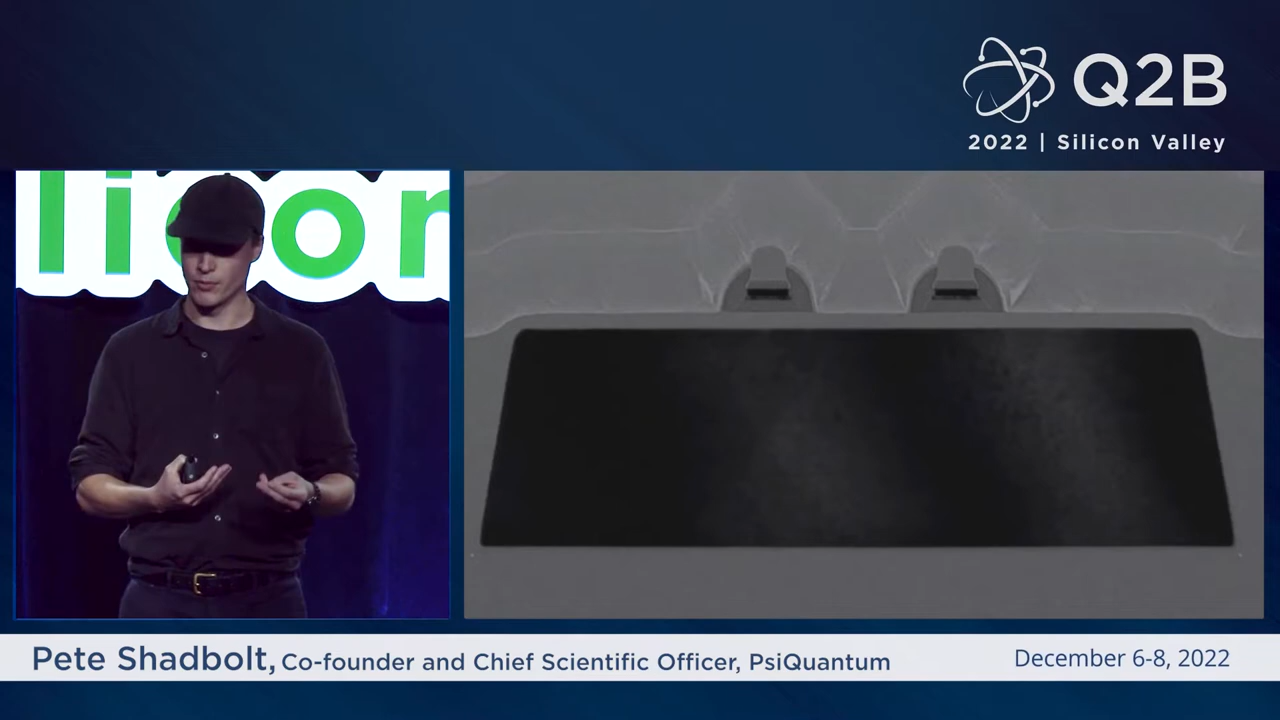 Q2B
2022 | Silicon Valley
licon
Pete Shadbolt, Co-founder and Chief Scientific Officer, PsiQuantum
December 6-8, 2022